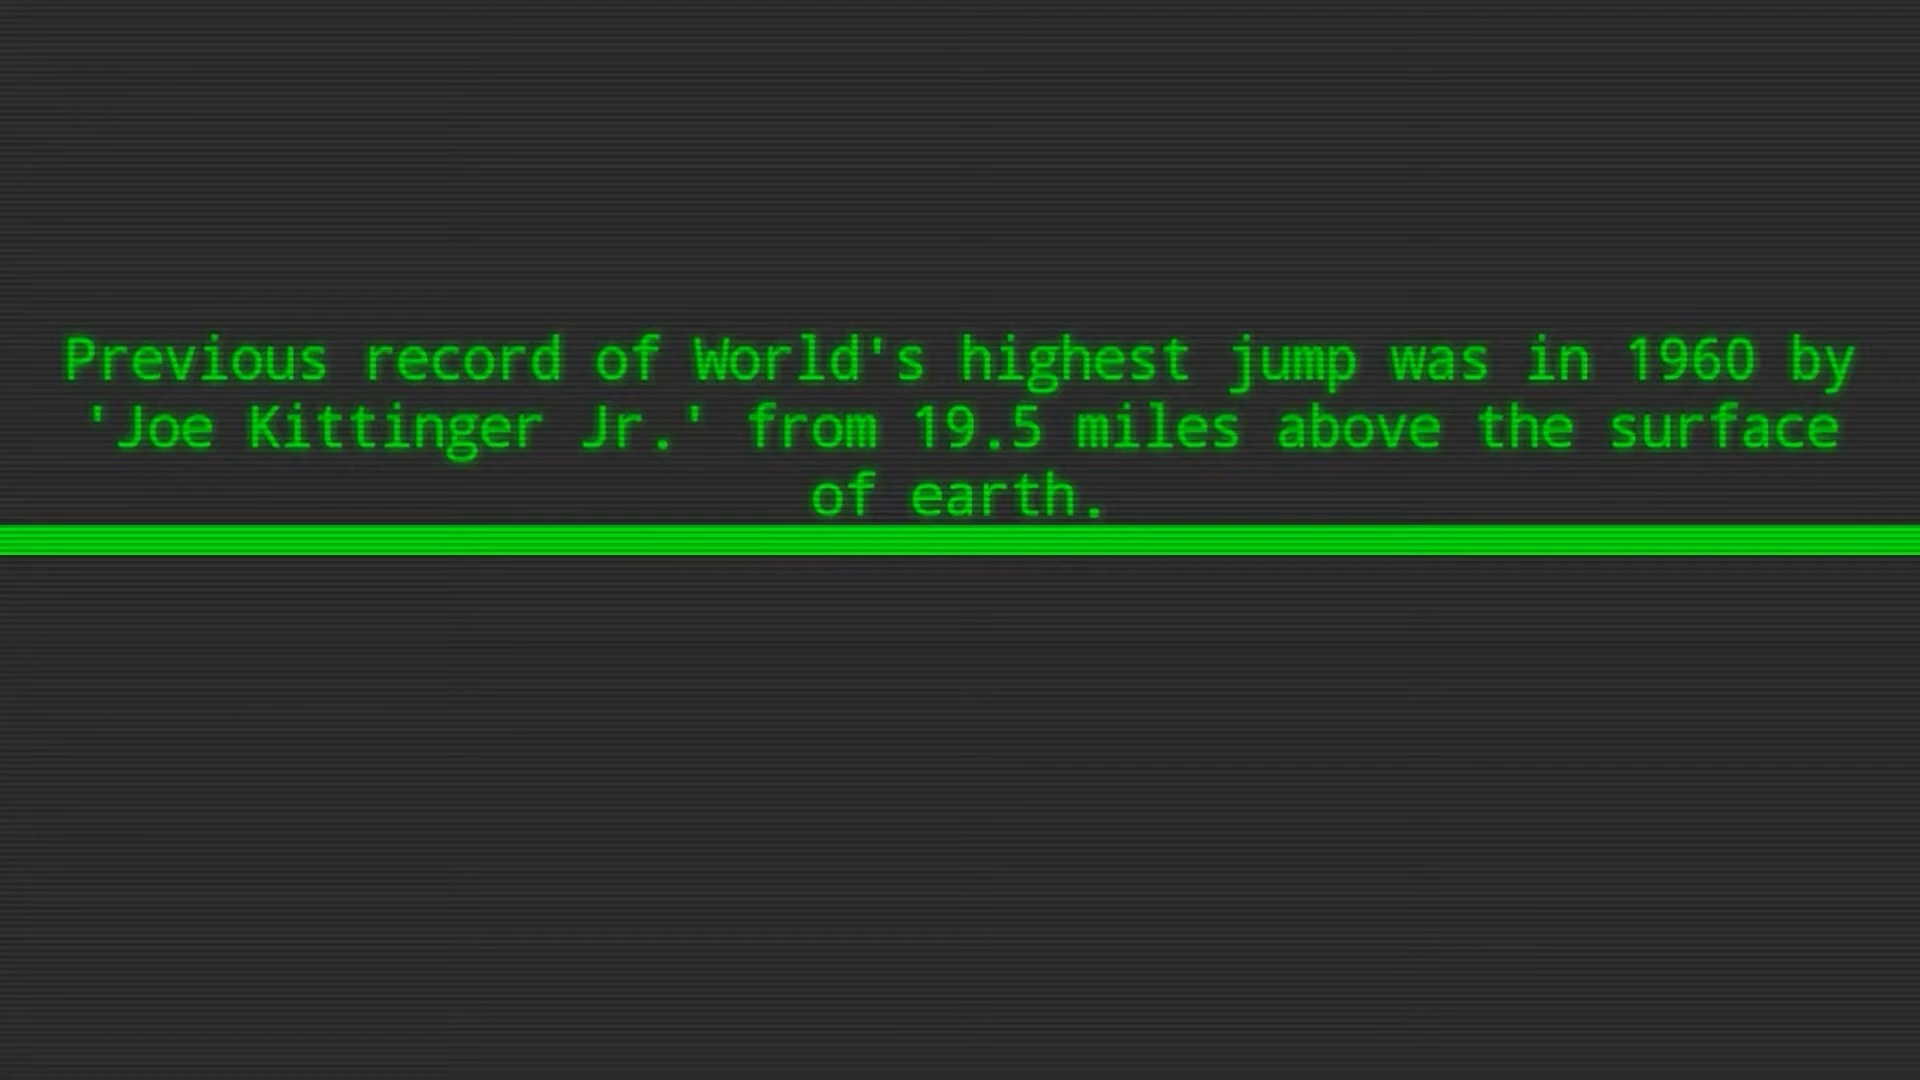 Previous record of World's highest jump was in 1960 by
'Joe Kittinger Jr.' from 19.5 miles above the surface
of earth.